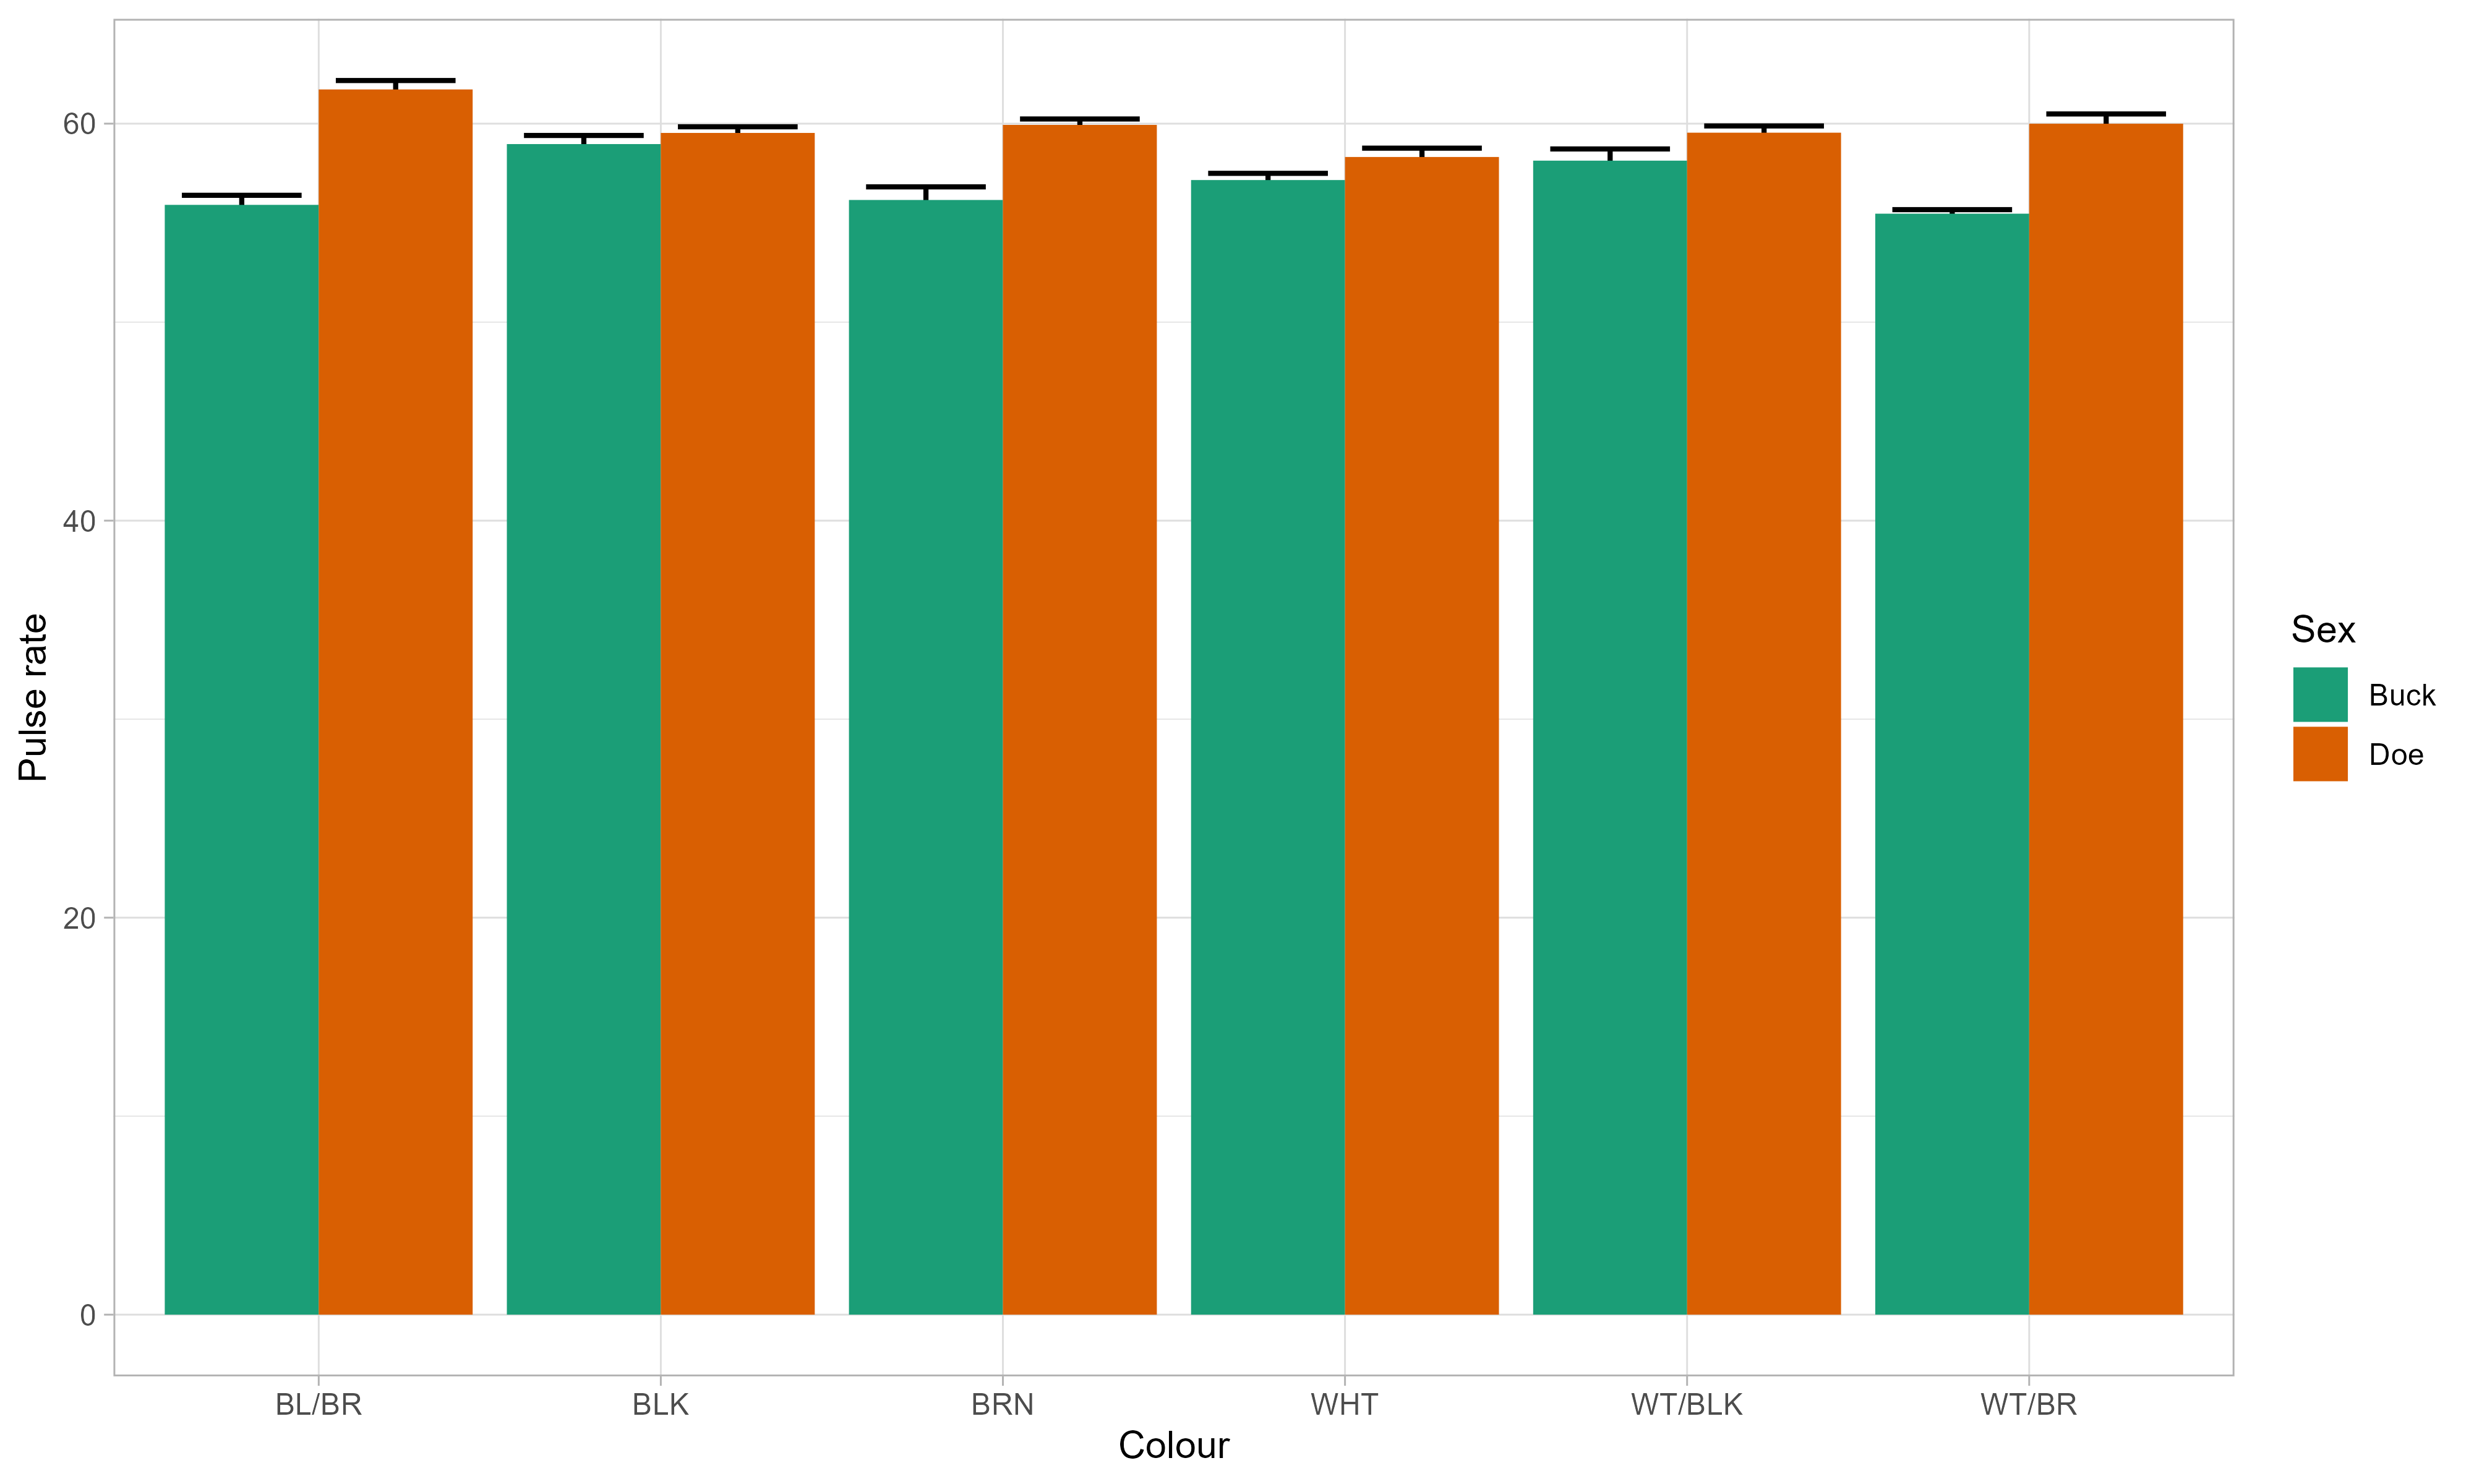 60
40
20
0
Pulse rate
BL/BR BLK BRN WHT WT/BLK WT/BR
Colour
Sex
Buck
Doe